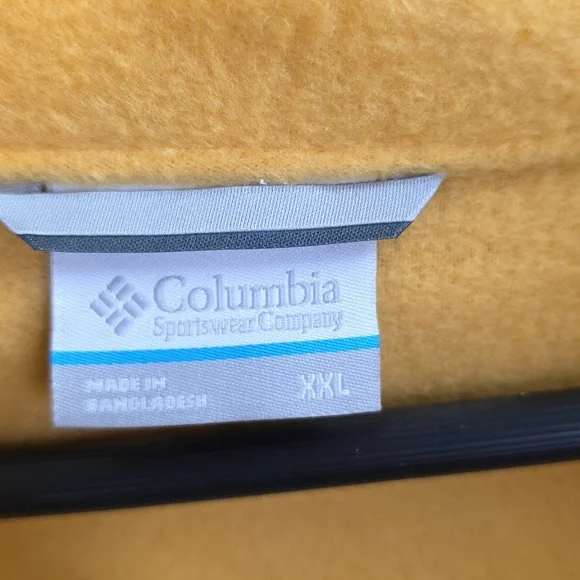 Columbia
Sportswear Company
MADE IN
BANGLADESH
XXL